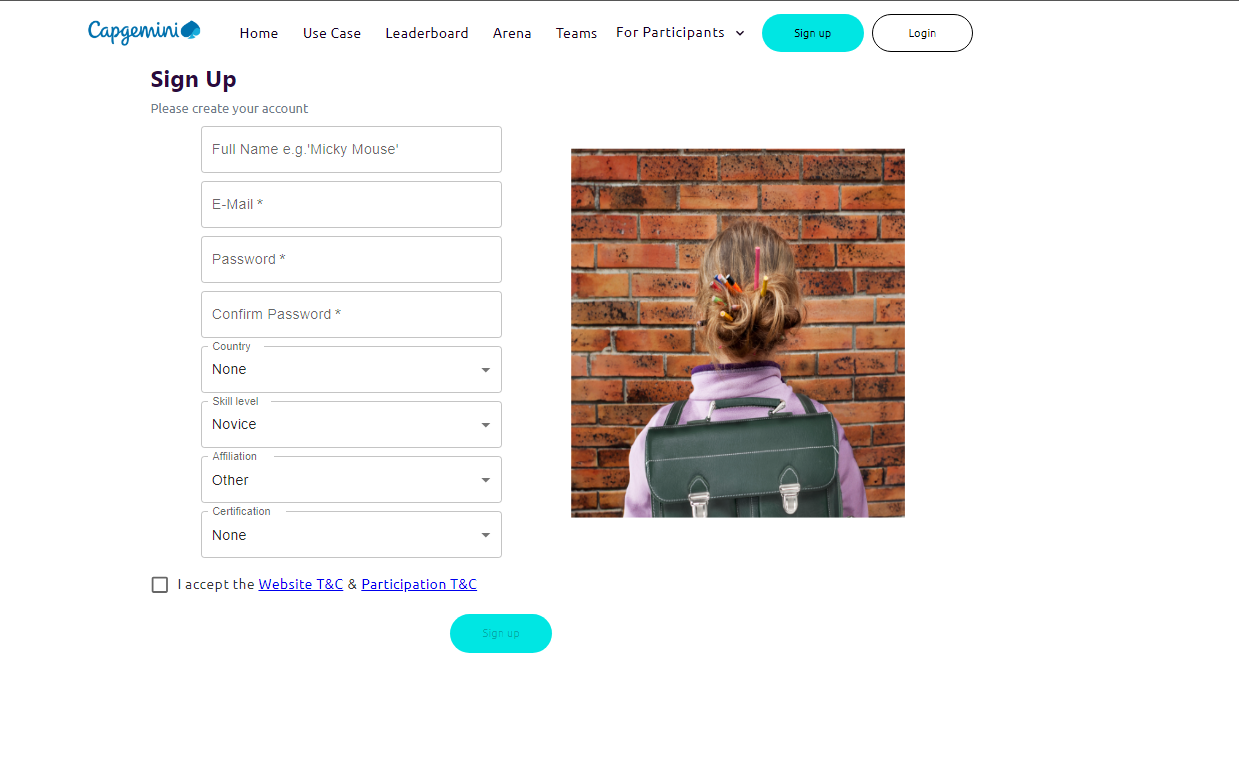 Capgemini Home Use Case Leaderboard Arena Teams For Participants Sign up Login
Sign Up
Please create your account
Full Name e.g.'Micky Mouse'
E-Mail *
Password *
Confirm Password *
Country
None
Skill level
Novice
Affiliation
Other
Certification
None
I accept the Website T&C & Participation T&C
Sign up